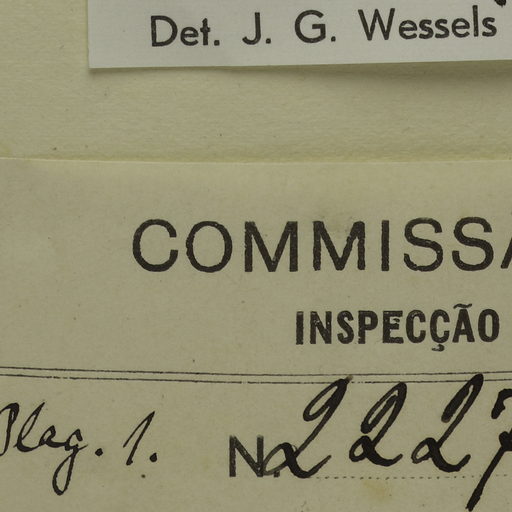 Det. J. G. Wessels
COMMISSA
INSPECÇÃO
Plag. 1. N. 2227